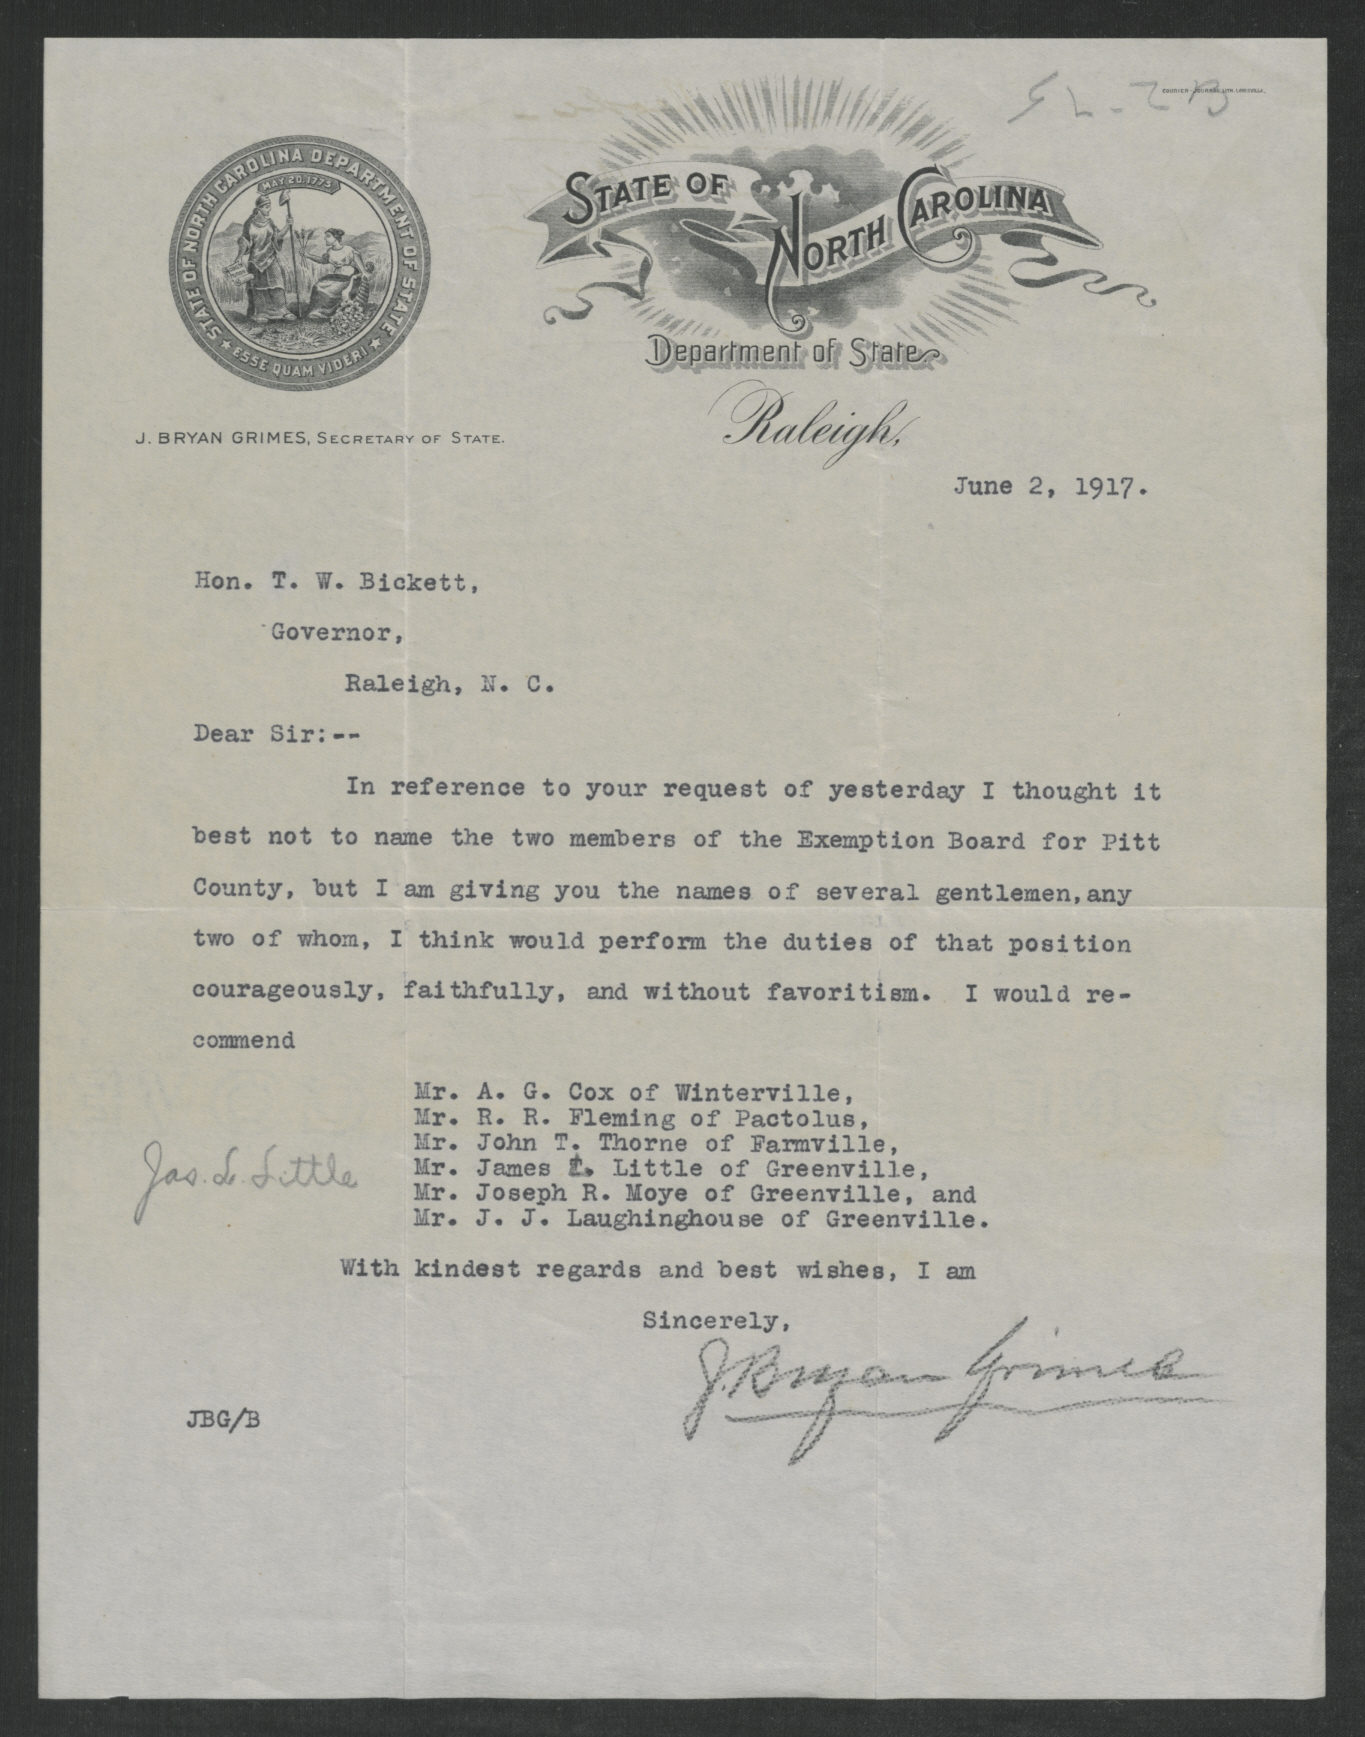 COURIER-JOURNAL LITH. LOUISVILLE.
STATE OF NORTH CAROLINA DEPARTMENT OF STATE
MAY 20, 1775
★ ESSE QUAM VIDERI ★
STATE OF NORTH CAROLINA
Department of State
J. BRYAN GRIMES, SECRETARY OF STATE.
Raleigh,
June 2, 1917.
Hon. T. W. Bickett,
Governor,
Raleigh, N. C.
Dear Sir:--
In reference to your request of yesterday I thought it
best not to name the two members of the Exemption Board for Pitt
County, but I am giving you the names of several gentlemen, any
two of whom, I think would perform the duties of that position
courageously, faithfully, and without favoritism. I would re-
commend
Mr. A. G. Cox of Winterville,
Mr. R. R. Fleming of Pactolus,
Mr. John T. Thorne of Farmville,
Jas. L. Little
Mr. James L. Little of Greenville,
Mr. Joseph R. Moye of Greenville, and
Mr. J. J. Laughinghouse of Greenville.
With kindest regards and best wishes, I am
Sincerely,
J. Bryan Grimes
JBG/B